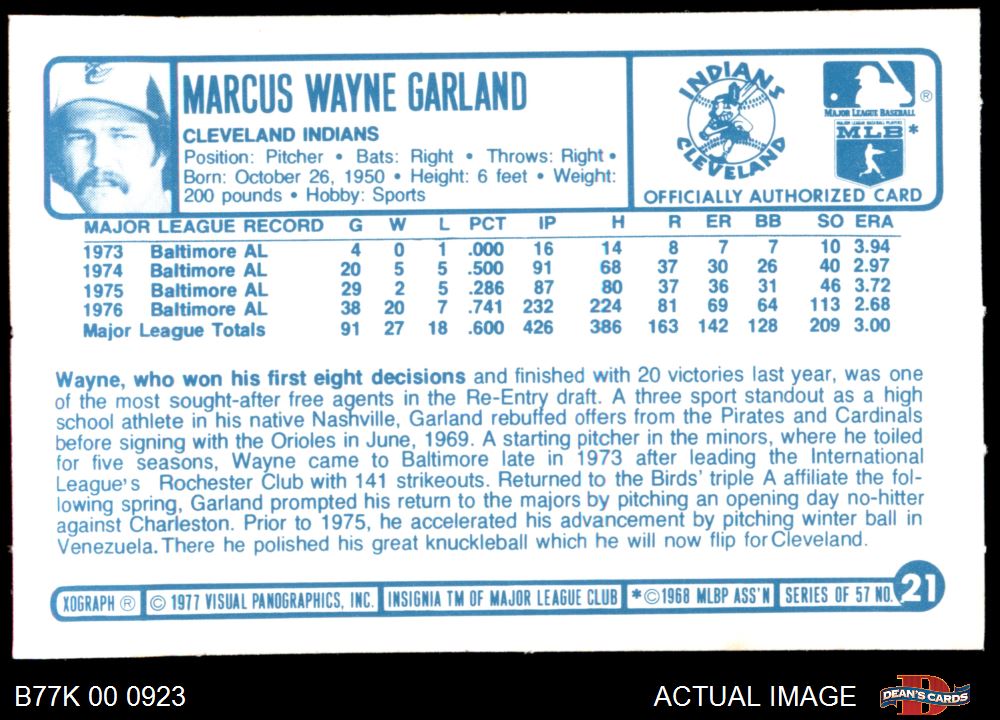 MARCUS WAYNE GARLAND
CLEVELAND INDIANS
Position: Pitcher • Bats: Right • Throws: Right •
Born: October 26, 1950 • Height: 6 feet • Weight:
200 pounds • Hobby: Sports
INDIANS
CLEVELAND
MAJOR LEAGUE BASEBALL ®
MAJOR LEAGUE BASEBALL PLAYERS
MLB *
OFFICIALLY AUTHORIZED CARD
MAJOR LEAGUE RECORD G W L PCT IP H R ER BB SO ERA
1973 Baltimore AL 4 0 1 .000 16 14 8 7 7 10 3.94
1974 Baltimore AL 20 5 5 .500 91 68 37 30 26 40 2.97
1975 Baltimore AL 29 2 5 .286 87 80 37 36 31 46 3.72
1976 Baltimore AL 38 20 7 .741 232 224 81 69 64 113 2.68
Major League Totals 91 27 18 .600 426 386 163 142 128 209 3.00
Wayne, who won his first eight decisions and finished with 20 victories last year, was one
of the most sought-after free agents in the Re-Entry draft. A three sport standout as a high
school athlete in his native Nashville, Garland rebuffed offers from the Pirates and Cardinals
before signing with the Orioles in June, 1969. A starting pitcher in the minors, where he toiled
for five seasons, Wayne came to Baltimore late in 1973 after leading the International
League's Rochester Club with 141 strikeouts. Returned to the Birds' triple A affiliate the fol-
lowing spring, Garland prompted his return to the majors by pitching an opening day no-hitter
against Charleston. Prior to 1975, he accelerated his advancement by pitching winter ball in
Venezuela. There he polished his great knuckleball which he will now flip for Cleveland.
XOGRAPH ® © 1977 VISUAL PANOGRAPHICS, INC. INSIGNIA TM OF MAJOR LEAGUE CLUB *©1968 MLBP ASS'N SERIES OF 57 NO. 21
B77K 00 0923 ACTUAL IMAGE DEAN'S CARDS